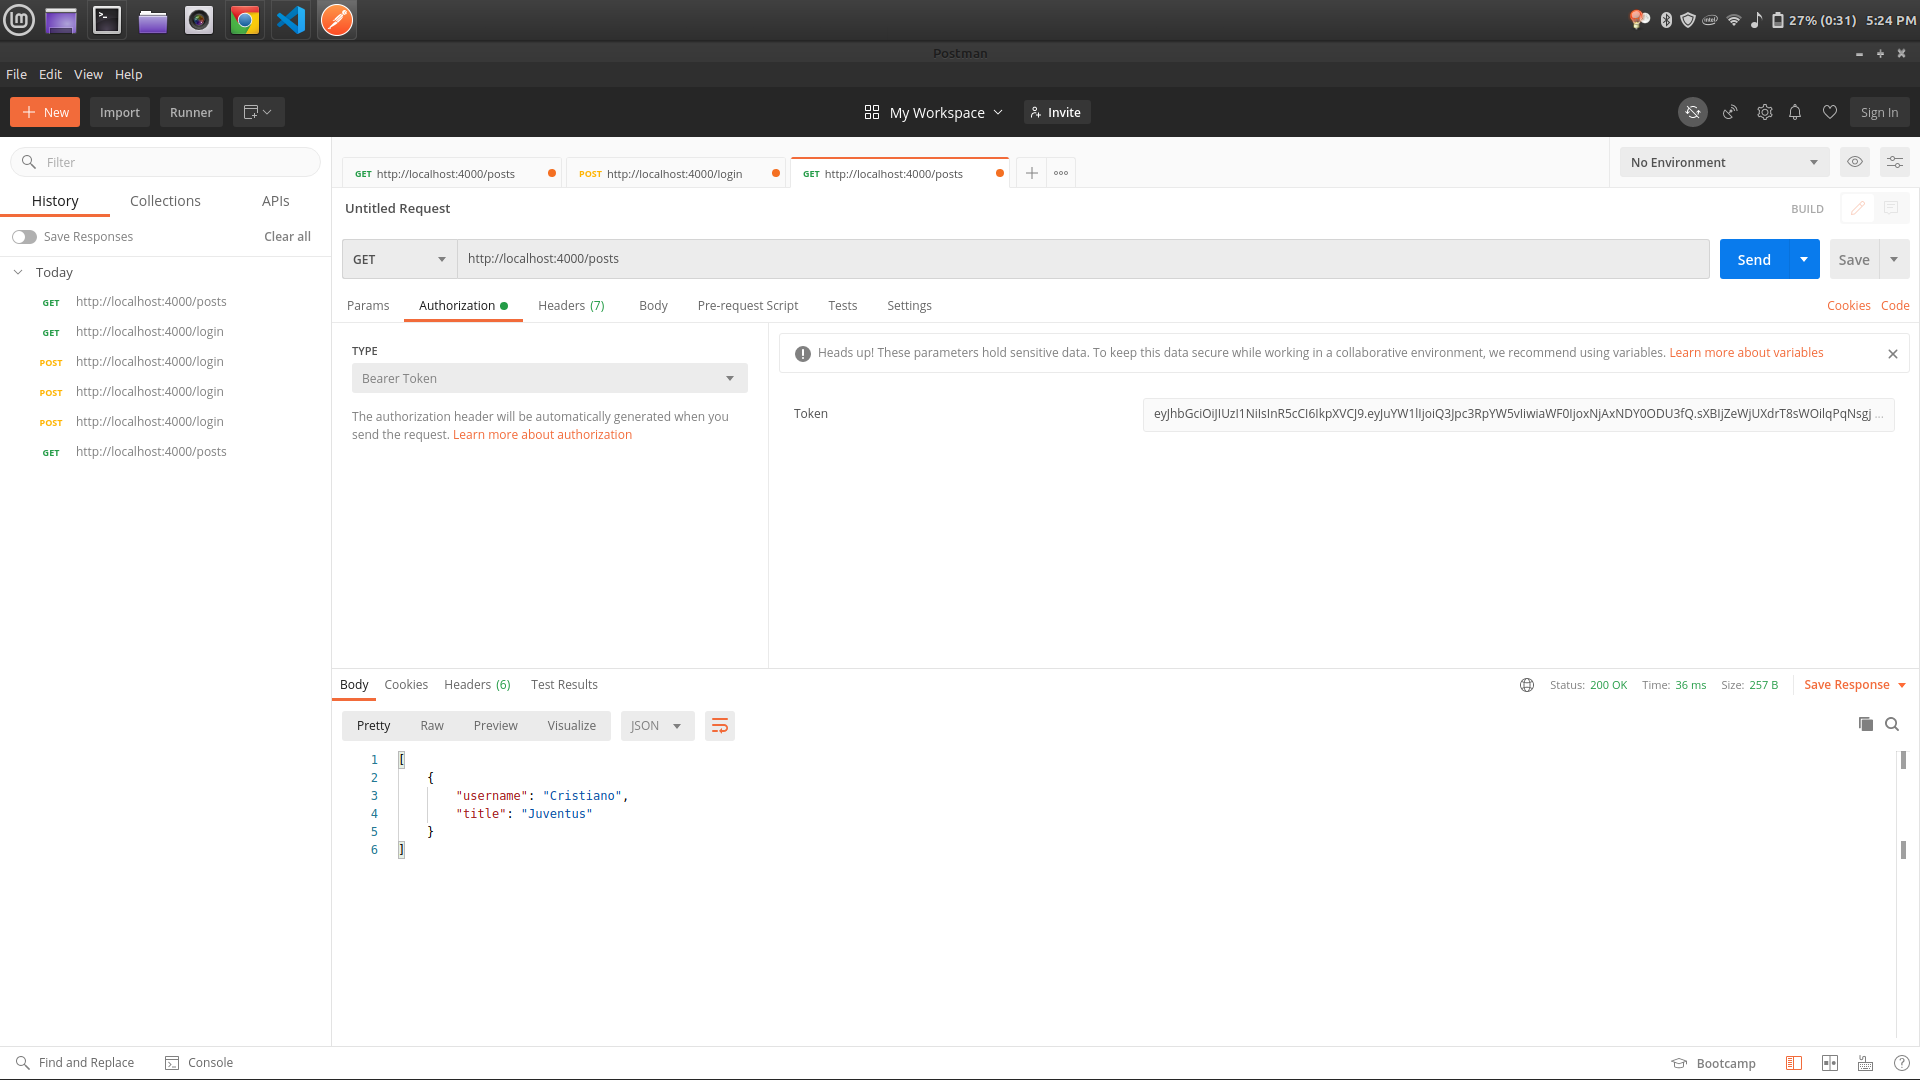 27% (0:31) 5:24 PM
Postman
File Edit View Help
New Import Runner My Workspace Invite Sign In
Filter
History Collections APIs
Save Responses Clear all
Today
GET http://localhost:4000/posts
GET http://localhost:4000/login
POST http://localhost:4000/login
POST http://localhost:4000/login
POST http://localhost:4000/login
GET http://localhost:4000/posts
GET http://localhost:4000/posts POST http://localhost:4000/login GET http://localhost:4000/posts
No Environment
Untitled Request BUILD
GET http://localhost:4000/posts Send Save
Params Authorization Headers (7) Body Pre-request Script Tests Settings Cookies Code
TYPE
Bearer Token
The authorization header will be automatically generated when you
send the request. Learn more about authorization
Heads up! These parameters hold sensitive data. To keep this data secure while working in a collaborative environment, we recommend using variables. Learn more about variables
Token
Body Cookies Headers (6) Test Results Status: 200 OK Time: 36 ms Size: 257 B Save Response
Pretty Raw Preview Visualize JSON
1 [
2 {
3 "username": "Cristiano",
4 "title": "Juventus"
5 }
6 ]
Find and Replace Console Bootcamp